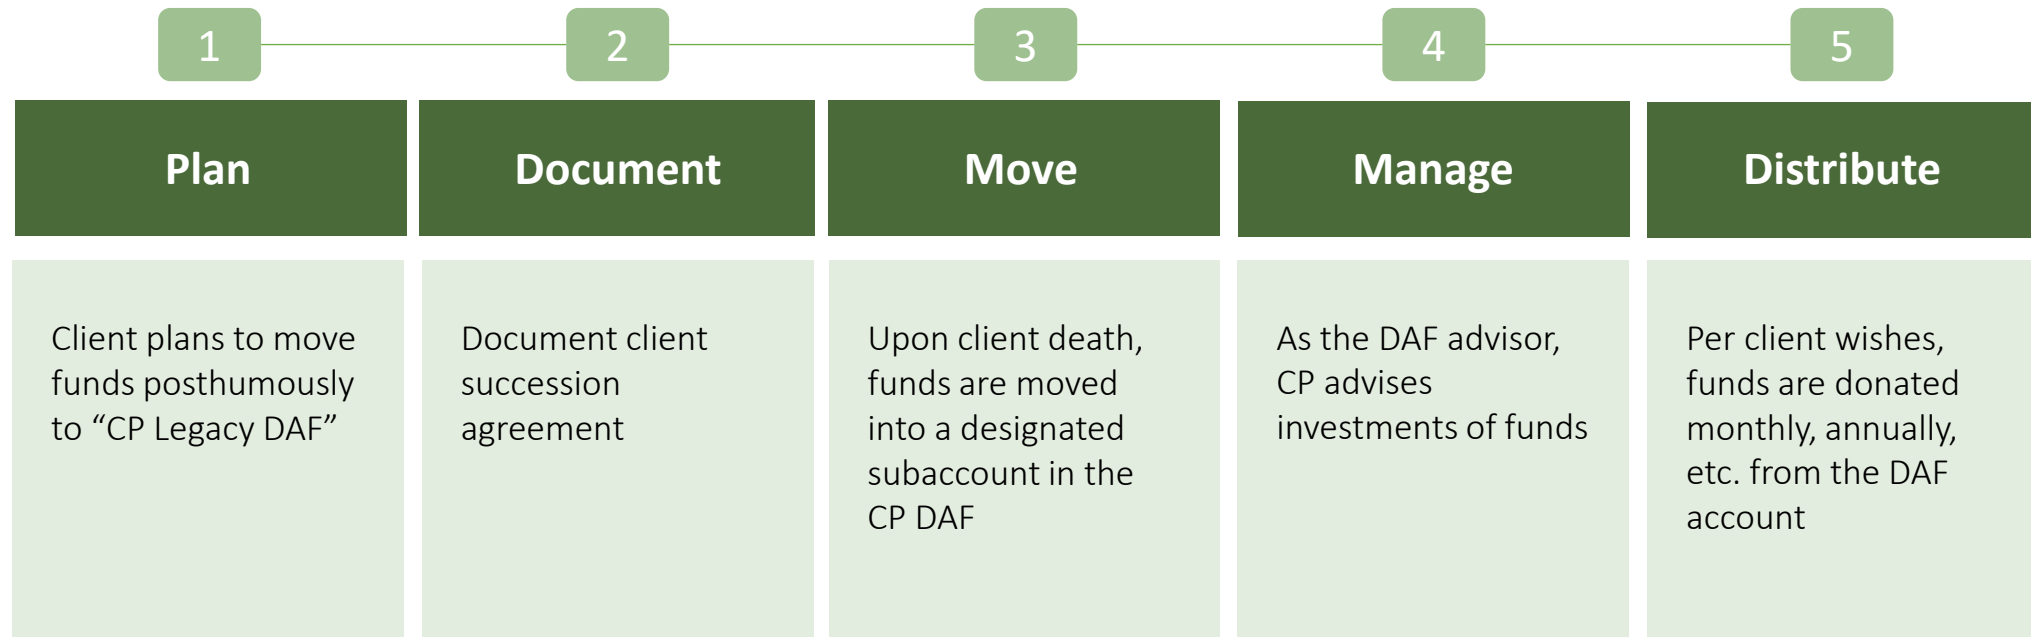 1
2
3
4
5
Plan
Document
Move
Manage
Distribute
Client plans to move
funds posthumously
to “CP Legacy DAF”
Document client
succession
agreement
Upon client death,
funds are moved
into a designated
subaccount in the
CP DAF
As the DAF advisor,
CP advises
investments of funds
Per client wishes,
funds are donated
monthly, annually,
etc. from the DAF
account